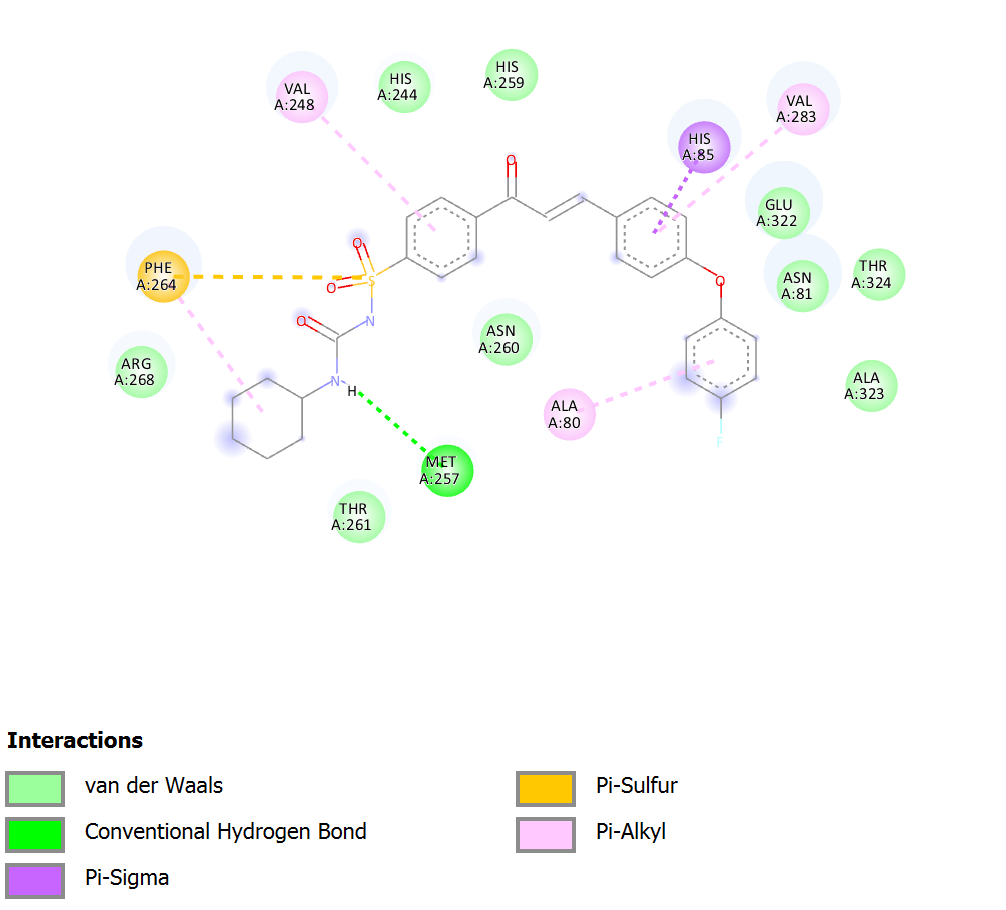 HIS
A:259
HIS
A:244
VAL
A:248
VAL
A:283
HIS
A:85
O
GLU
A:322
O
PHE
A:264
THR
A:324
ASN
A:81
S
O
O
O
N
ASN
A:260
ARG
A:268
N
H
ALA
A:323
ALA
A:80
F
MET
A:257
THR
A:261
Interactions
van der Waals
Conventional Hydrogen Bond
Pi-Sigma
Pi-Sulfur
Pi-Alkyl